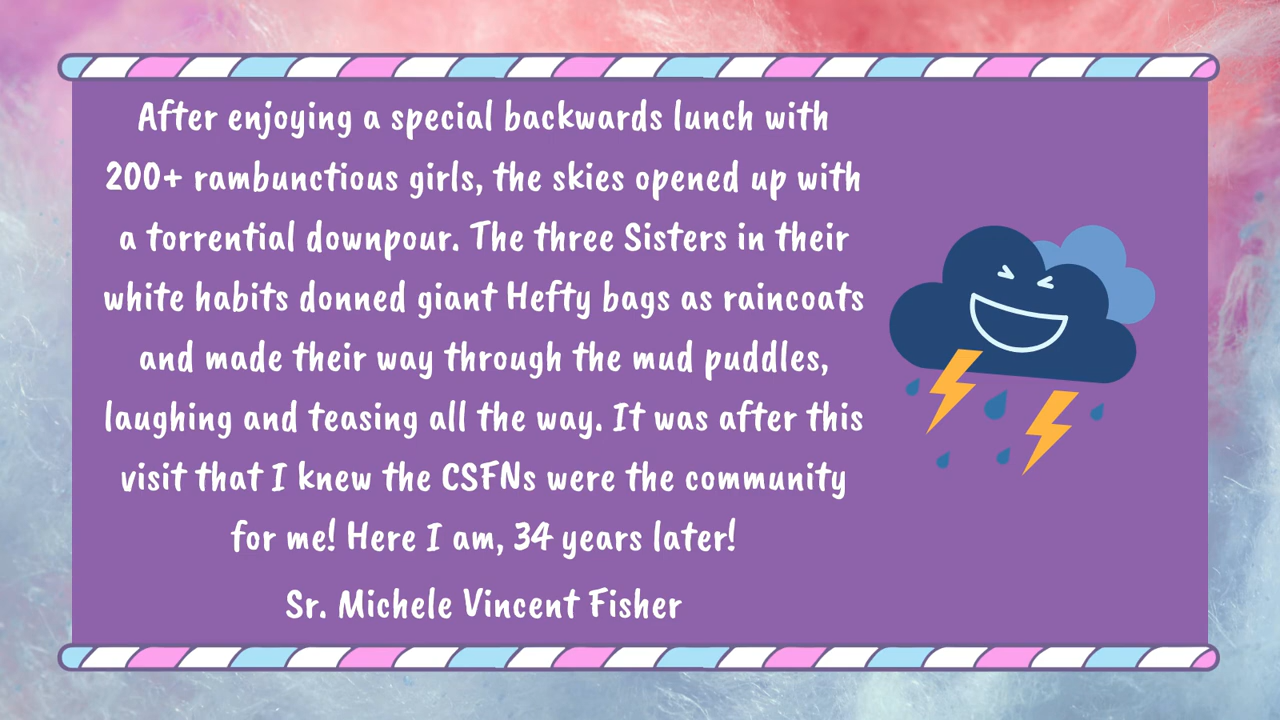 After enjoying a special backwards lunch with
200+ rambunctious girls, the skies opened up with
a torrential downpour. The three Sisters in their
white habits donned giant Hefty bags as raincoats
and made their way through the mud puddles,
laughing and teasing all the way. It was after this
visit that I knew the CSFNs were the community
for me! Here I am, 34 years later!
Sr. Michele Vincent Fisher